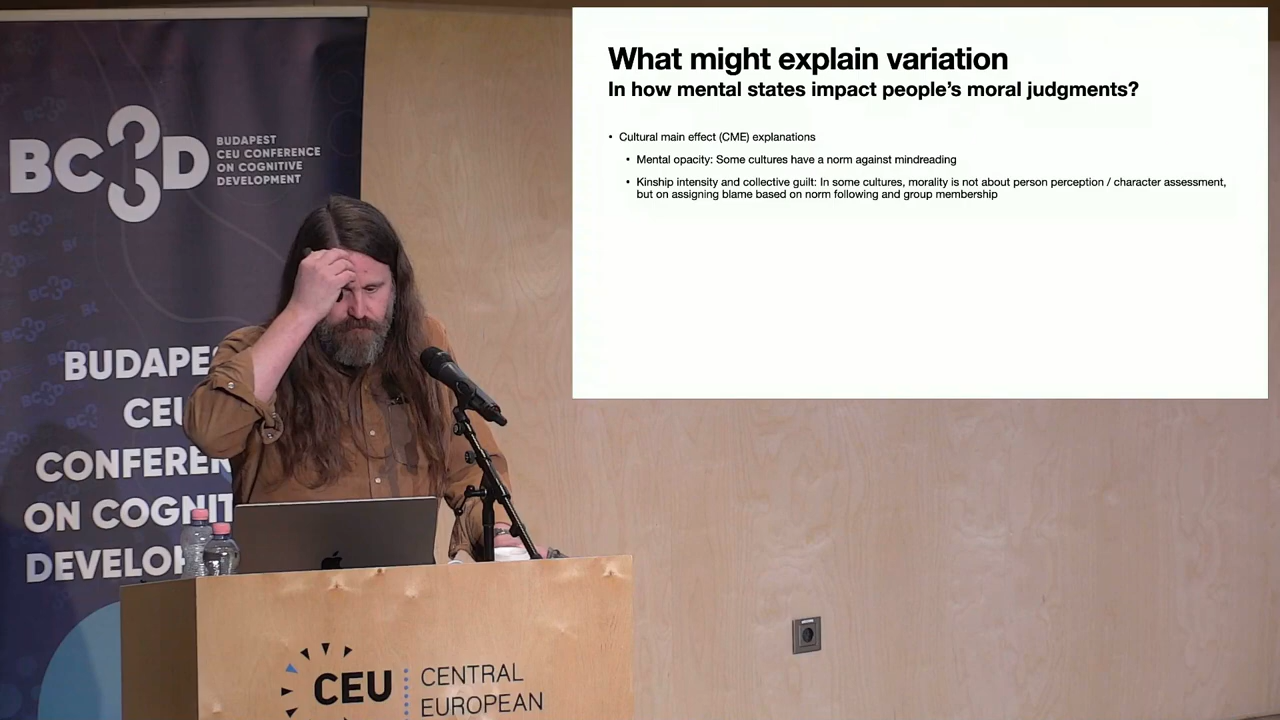 BC3D
BUDAPEST
CEU CONFERENCE
ON COGNITIVE
DEVELOPMENT
BUDAPES
CEU
CONFEREN
ON COGNIT
DEVELOP
What might explain variation
In how mental states impact people's moral judgments?
• Cultural main effect (CME) explanations
• Mental opacity: Some cultures have a norm against mindreading
• Kinship intensity and collective guilt: In some cultures, morality is not about person perception / character assessment,
but on assigning blame based on norm following and group membership
CEU
CENTRAL
EUROPEAN